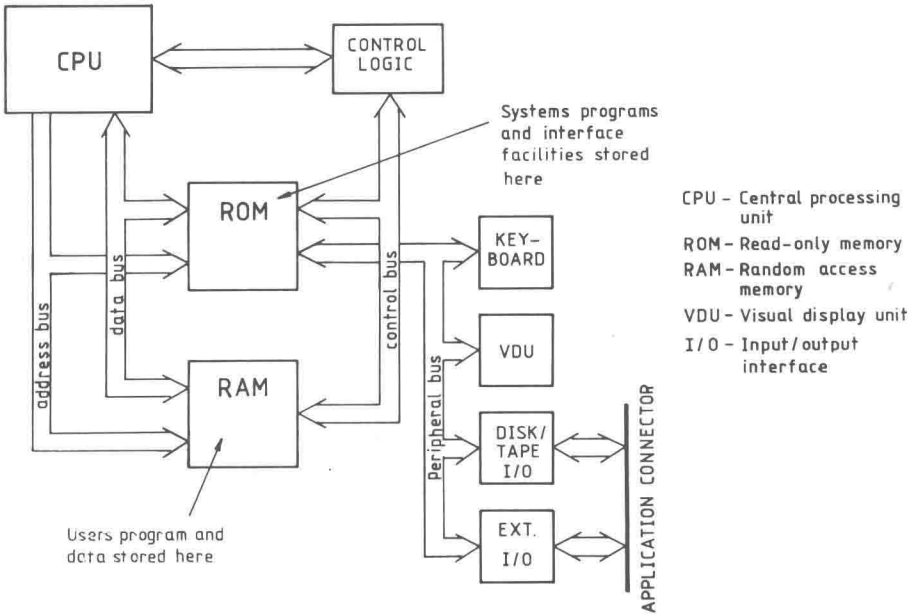 CPU
CONTROL
LOGIC
Systems programs
and interface
facilities stored
here
ROM
KEY-
BOARD
address bus
data bus
control bus
VDU
RAM
Peripheral bus
DISK/
TAPE
I/O
EXT.
I/O
APPLICATION CONNECTOR
Users program and
data stored here
CPU – Central processing
unit
ROM – Read-only memory
RAM – Random access
memory
VDU – Visual display unit
I/O – Input/output
interface